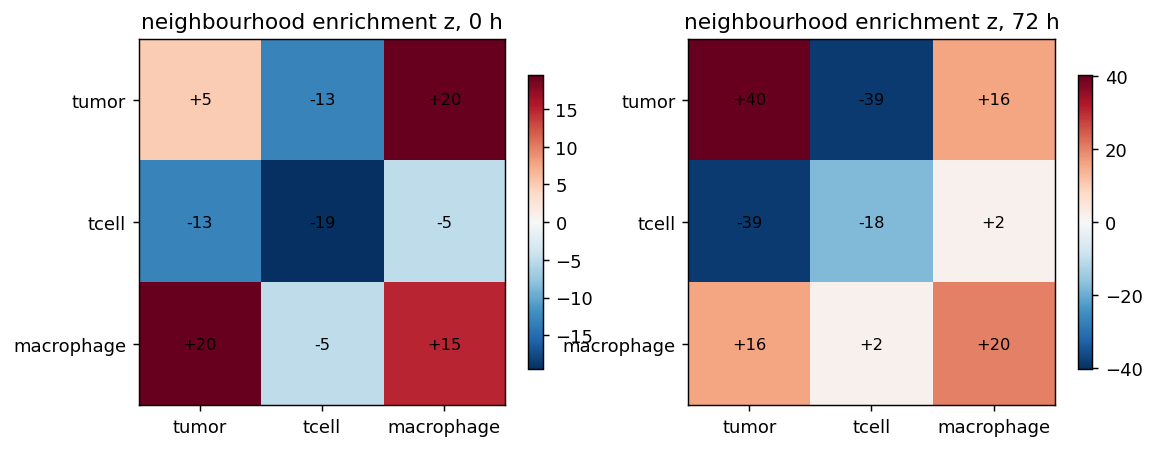 neighbourhood enrichment z, 0 h
tumor
tcell
macrophage
+5 -13 +20
-13 -19 -5
+20 -5 +15
tumor tcell macrophage
15
10
5
0
−5
−10
−15
neighbourhood enrichment z, 72 h
tumor
tcell
macrophage
+40 -39 +16
-39 -18 +2
+16 +2 +20
tumor tcell macrophage
40
20
0
−20
−40